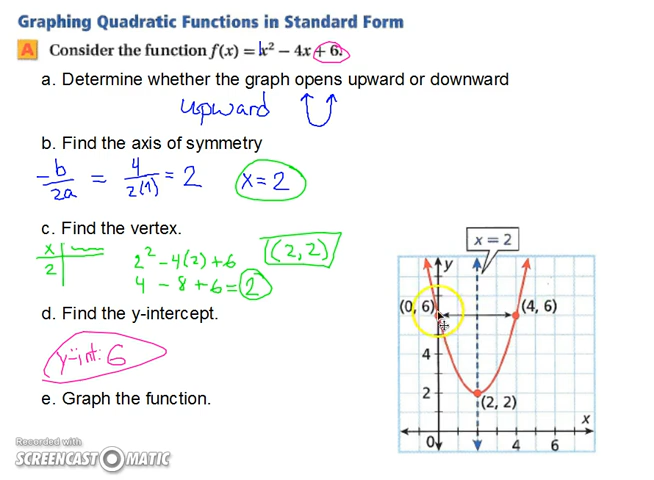 Graphing Quadratic Functions in Standard Form
A Consider the function f(x) = 1x² − 4x + 6.
a. Determine whether the graph opens upward or downward
upward
b. Find the axis of symmetry
-b/2a = 4/2(1) = 2 x = 2
c. Find the vertex.
x
2
2² - 4(2) + 6 (2,2)
4 - 8 + 6 = 2
d. Find the y-intercept.
y-int: 6
e. Graph the function.
x = 2
y
(0, 6) (4, 6)
4
2
(2, 2)
x
0 4 6
Recorded with
SCREENCAST MATIC